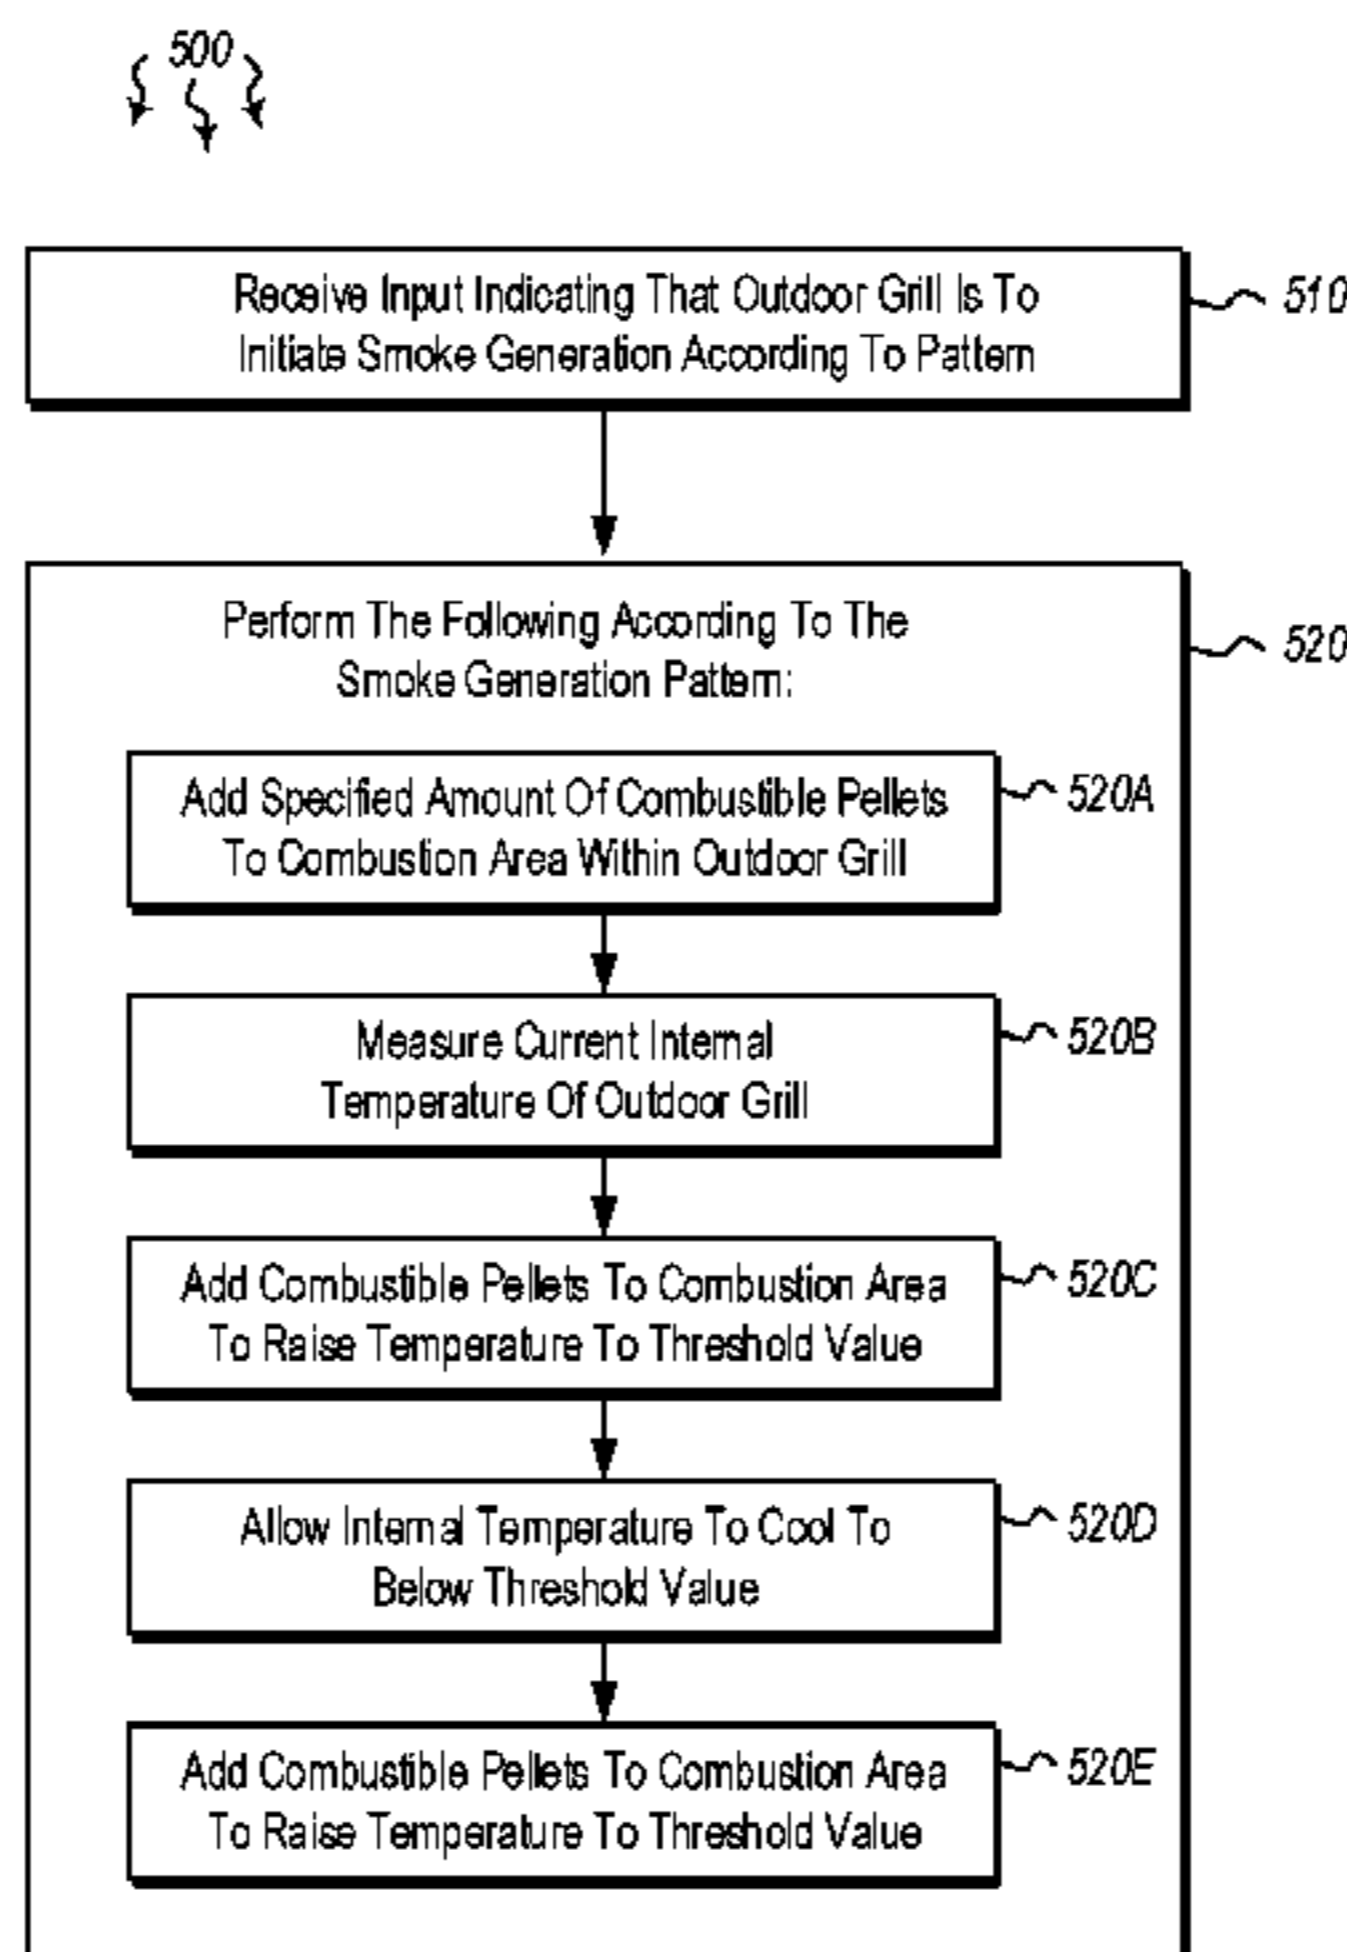 500
Receive Input Indicating That Outdoor Grill Is To
Initiate Smoke Generation According To Pattern
510
Perform The Following According To The
Smoke Generation Pattern:
520
Add Specified Amount Of Combustible Pellets
To Combustion Area Within Outdoor Grill
520A
Measure Current Internal
Temperature Of Outdoor Grill
520B
Add Combustible Pellets To Combustion Area
To Raise Temperature To Threshold Value
520C
Allow Internal Temperature To Cool To
Below Threshold Value
520D
Add Combustible Pellets To Combustion Area
To Raise Temperature To Threshold Value
520E